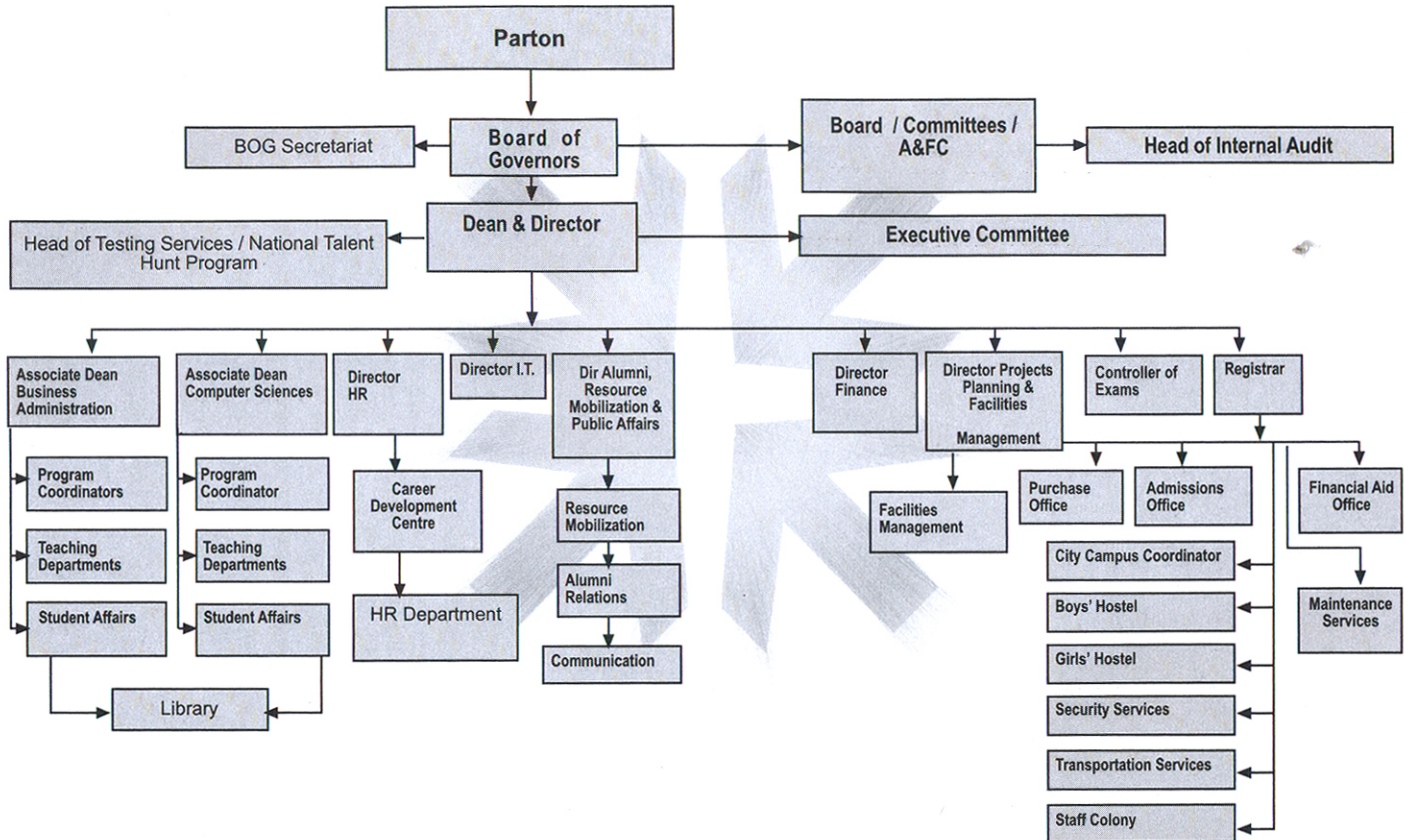 Parton
BOG Secretariat
Board of
Governors
Board / Committees /
A&FC
Head of Internal Audit
Head of Testing Services / National Talent
Hunt Program
Dean & Director
Executive Committee
Associate Dean
Business
Administration
Associate Dean
Computer Sciences
Director
HR
Director I.T.
Dir Alumni,
Resource
Mobilization &
Public Affairs
Director
Finance
Director Projects
Planning &
Facilities
Management
Controller of
Exams
Registrar
Program
Coordinators
Program
Coordinator
Career
Development
Centre
Resource
Mobilization
Facilities
Management
Purchase
Office
Admissions
Office
Financial Aid
Office
Teaching
Departments
Teaching
Departments
HR Department
Alumni
Relations
City Campus Coordinator
Student Affairs
Student Affairs
Communication
Boys' Hostel
Maintenance
Services
Girls' Hostel
Library
Security Services
Transportation Services
Staff Colony